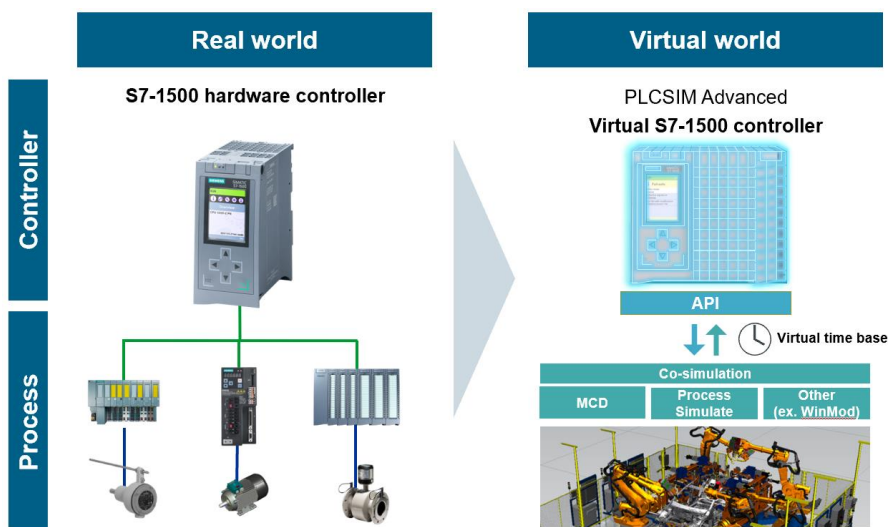 Real world
Virtual world
Controller
S7-1500 hardware controller
PLCSIM Advanced
Virtual S7-1500 controller
SIEMENS
API
Virtual time base
Process
Co-simulation
MCD
Process
Simulate
Other
(ex. WinMod)